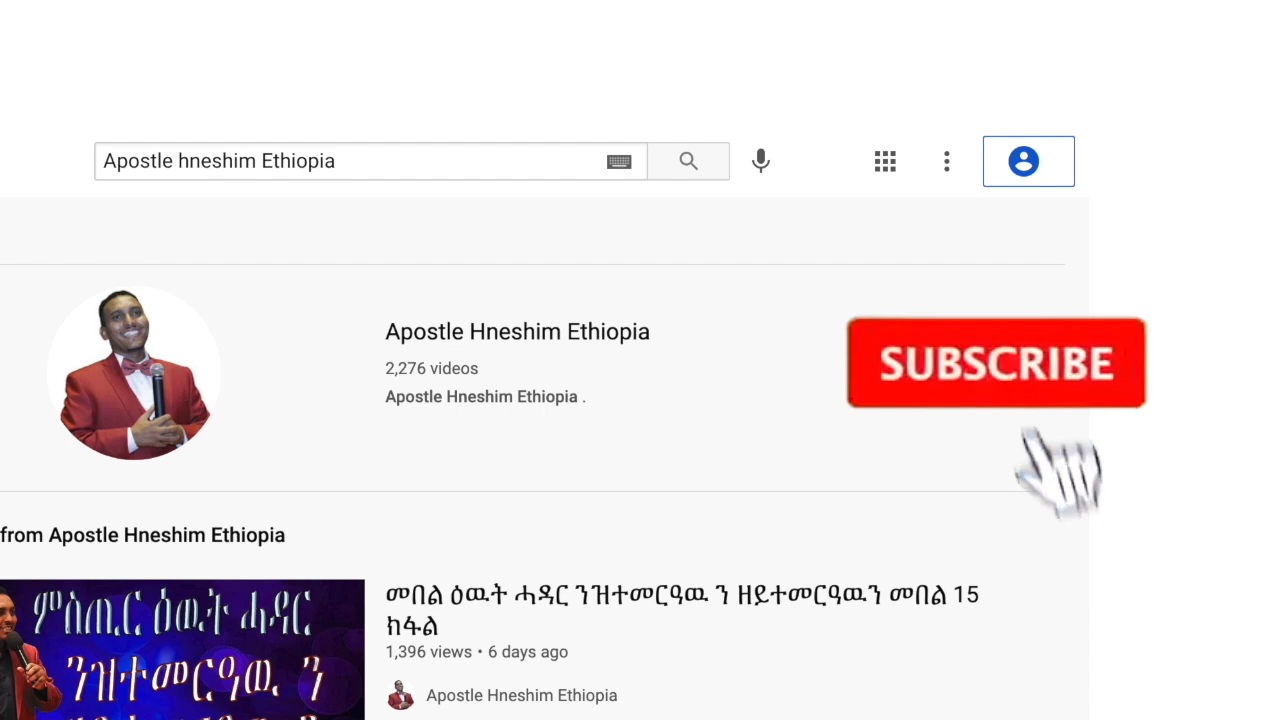 Apostle hneshim Ethiopia
Apostle Hneshim Ethiopia
2,276 videos
Apostle Hneshim Ethiopia .
SUBSCRIBE
from Apostle Hneshim Ethiopia
መበል ዕዉት ሓዳር ንዝተመርዓዉ ን ዘይተመርዓዉን መበል 15
ክፋል
1,396 views • 6 days ago
Apostle Hneshim Ethiopia
ምስጢር ዕዉት ሓዳር
ንዝተመርዓዉ ን